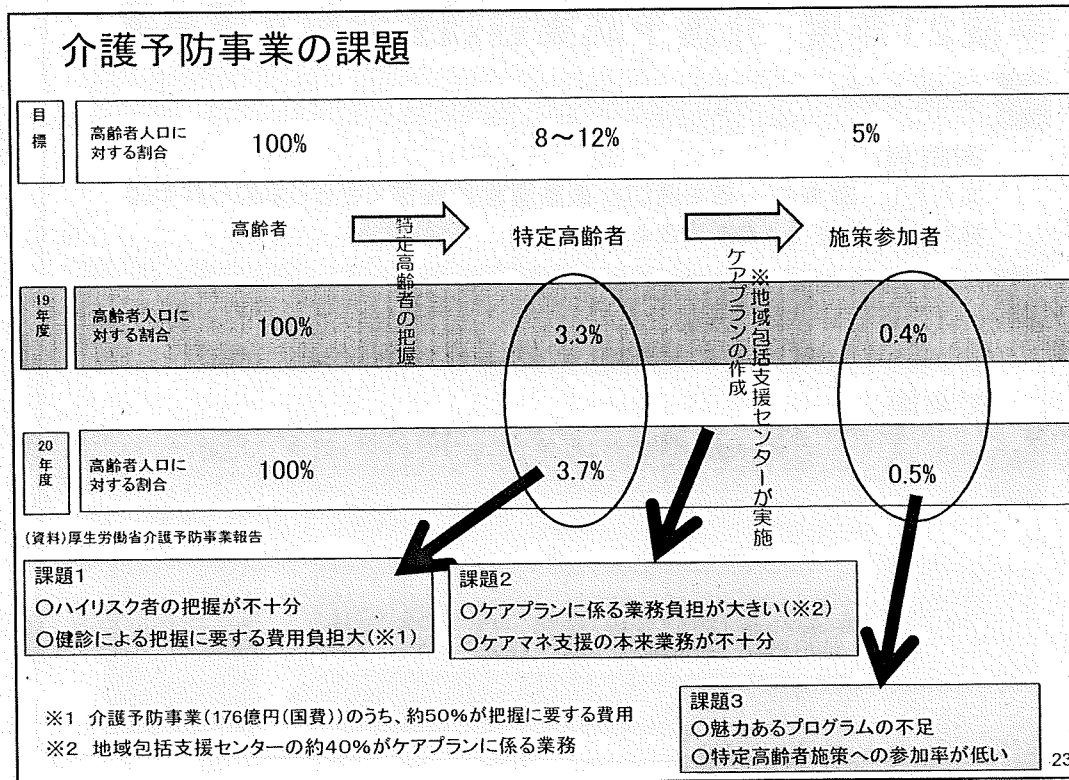 介護予防事業の課題
目標
高齢者人口に
対する割合
100%
8～12%
5%
高齢者
特定高齢者の把握
特定高齢者
ケアプランの作成
※地域包括支援センターが実施
施策参加者
19年度
高齢者人口に
対する割合
100%
3.3%
0.4%
20年度
高齢者人口に
対する割合
100%
3.7%
0.5%
(資料)厚生労働省介護予防事業報告
課題1
○ハイリスク者の把握が不十分
○健診による把握に要する費用負担大(※1)
課題2
○ケアプランに係る業務負担が大きい(※2)
○ケアマネ支援の本来業務が不十分
課題3
○魅力あるプログラムの不足
○特定高齢者施策への参加率が低い
※1 介護予防事業(176億円(国費))のうち、約50%が把握に要する費用
※2 地域包括支援センターの約40%がケアプランに係る業務
23